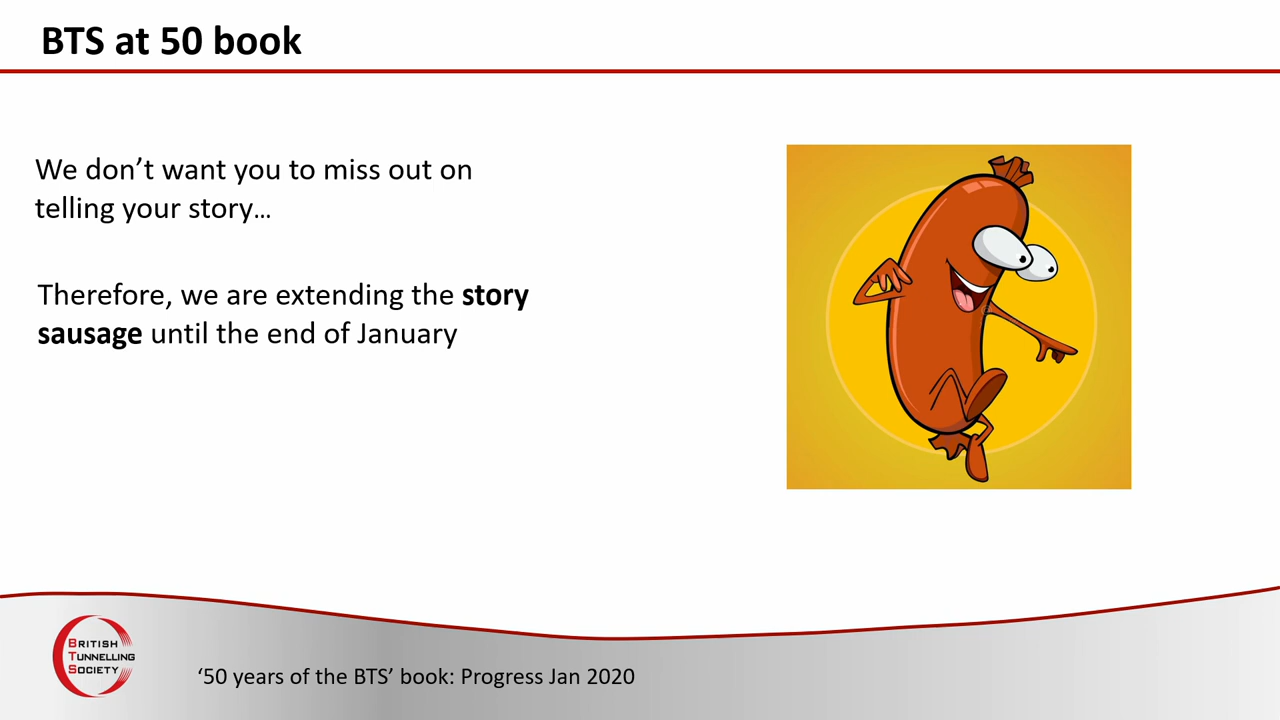 BTS at 50 book
We don’t want you to miss out on
telling your story…
Therefore, we are extending the story
sausage until the end of January
BRITISH
TUNNELLING
SOCIETY
‘50 years of the BTS’ book: Progress Jan 2020